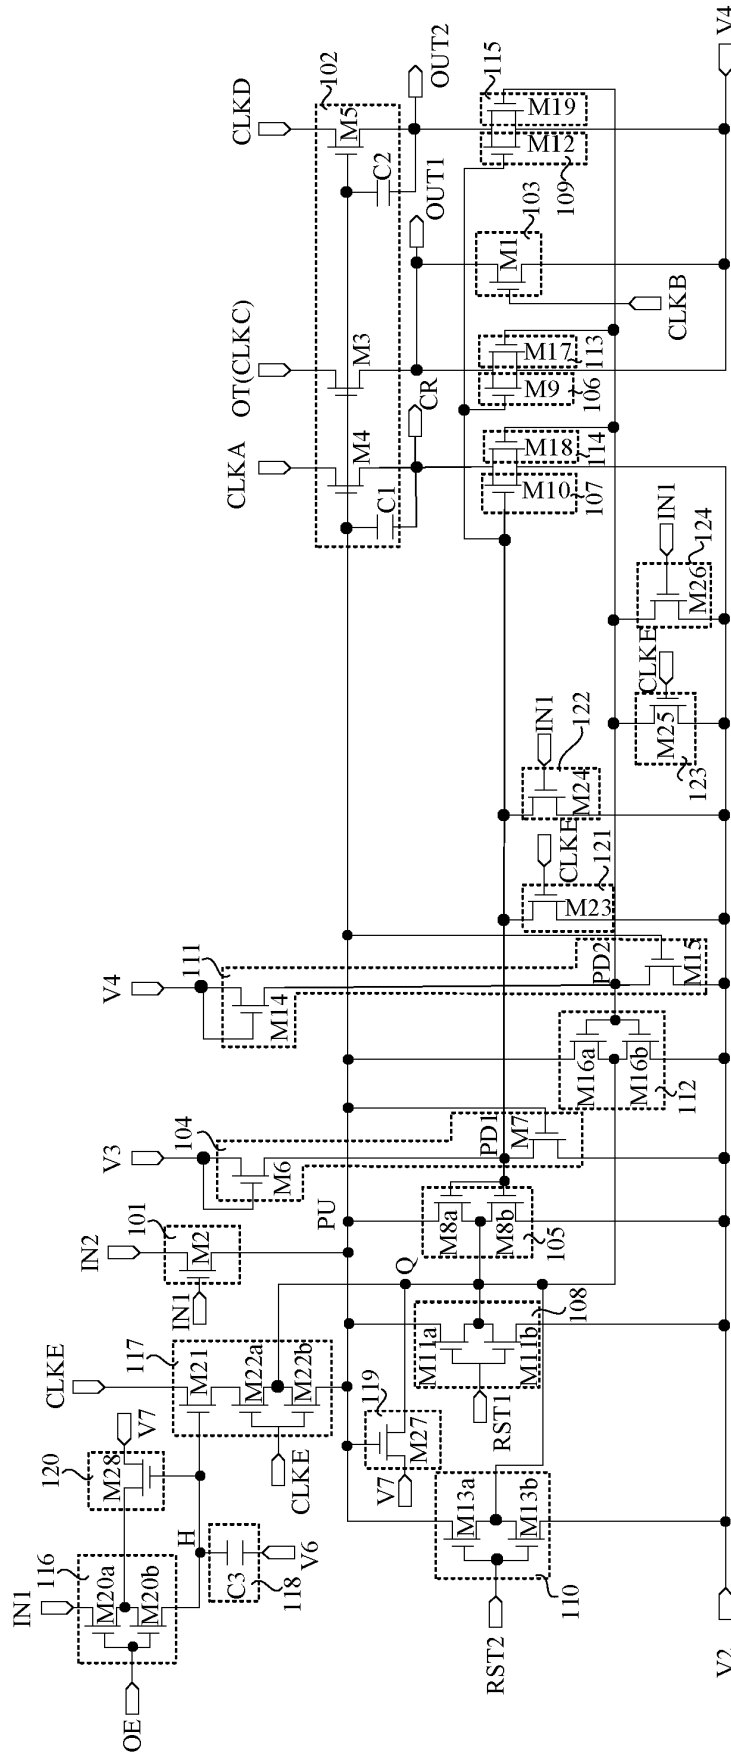 CLKD
OT(CLKC)
CLKA
V4
V3
IN2
CLKE
IN1
OE
116
M20a
M20b
120
M28
V7
H
C3
V6
118
117
M21
M22a
M22b
CLKE
101
M2
IN1
PU
104
M6
M7
PD1
111
M14
M15
PD2
102
M5
M3
M4
C1
C2
OUT2
OUT1
CR
119
M27
V7
Q
M13a
M13b
110
RST2
M11a
M11b
108
RST1
M8a
M8b
105
M16a
M16b
112
M23
CLKE
121
M24
IN1
122
M25
CLKE
123
M26
IN1
124
M10
107
M18
114
M9
106
M17
113
M1
103
CLKB
M12
109
M19
115
V4